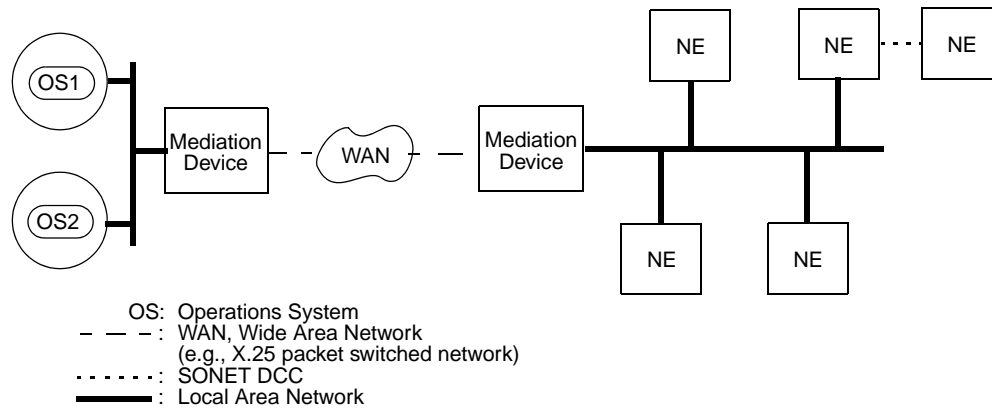 NE
NE
NE
OS1
Mediation
Device
WAN
Mediation
Device
OS2
NE
NE
OS: Operations System
: WAN, Wide Area Network
(e.g., X.25 packet switched network)
: SONET DCC
: Local Area Network